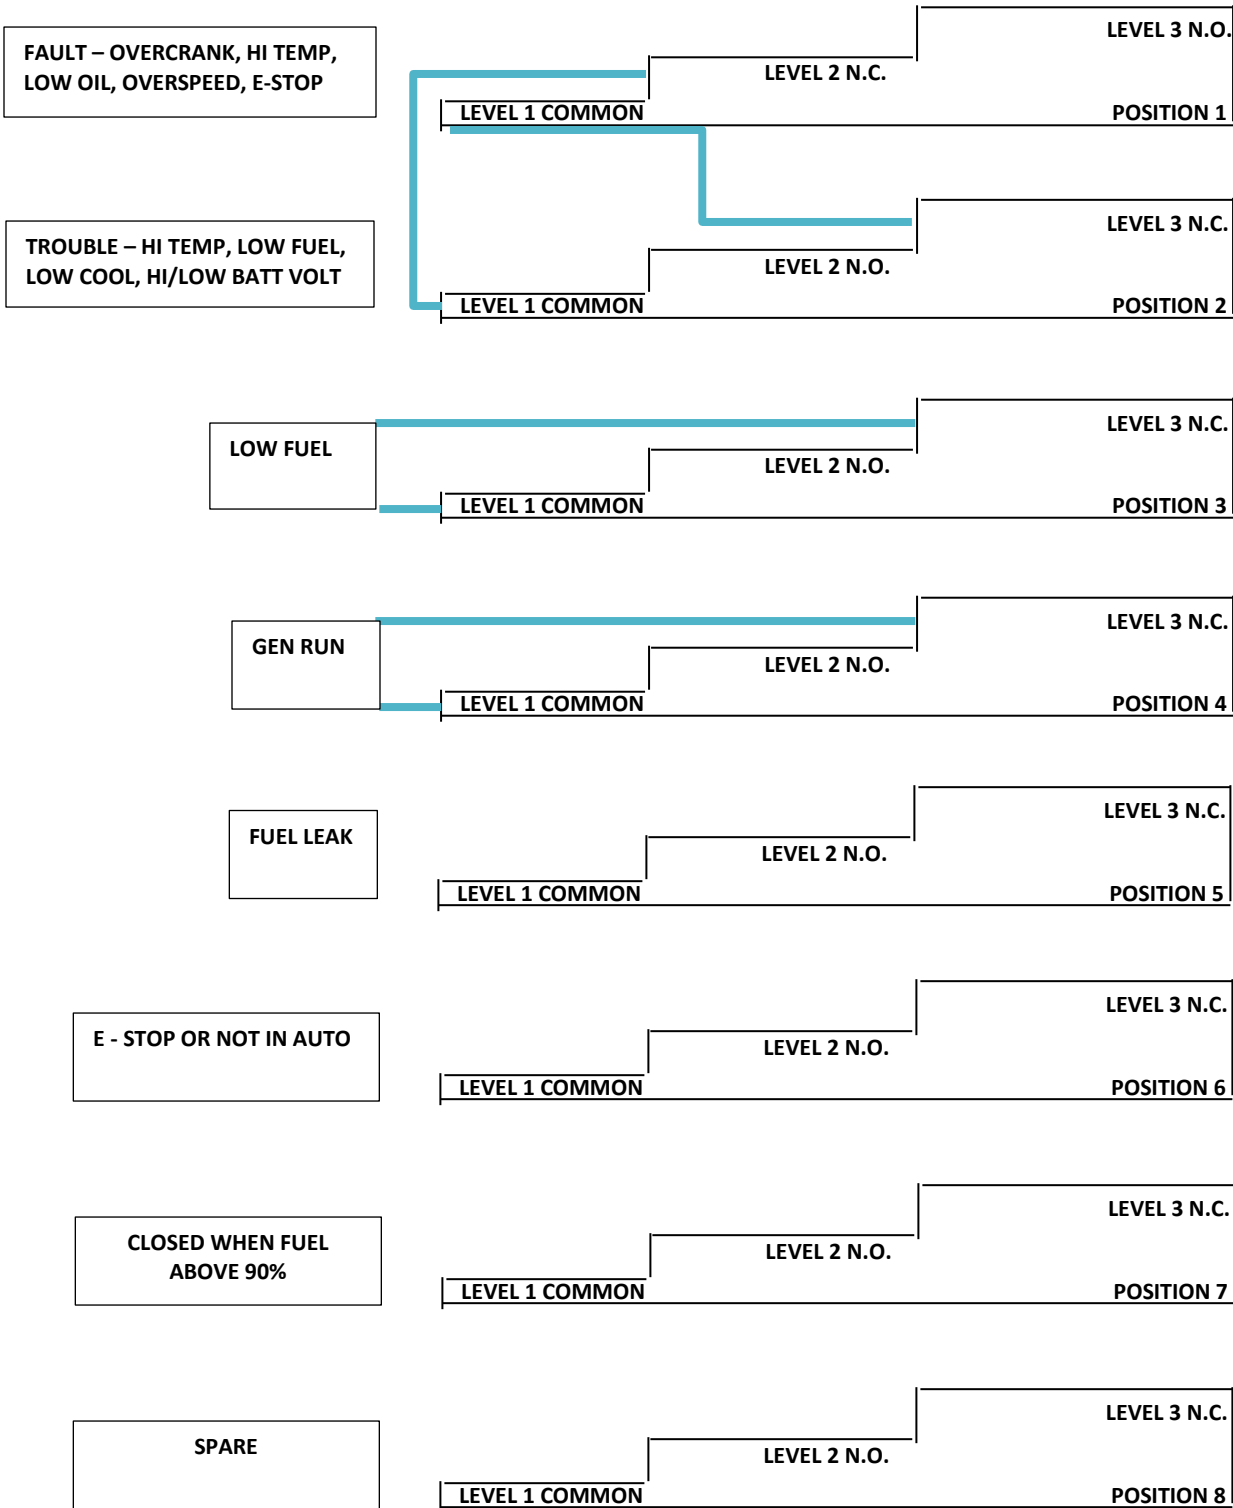 LEVEL 3 N.O.
FAULT – OVERCRANK, HI TEMP,
LOW OIL, OVERSPEED, E-STOP
LEVEL 2 N.C.
LEVEL 1 COMMON
POSITION 1
LEVEL 3 N.C.
TROUBLE – HI TEMP, LOW FUEL,
LOW COOL, HI/LOW BATT VOLT
LEVEL 2 N.O.
LEVEL 1 COMMON
POSITION 2
LEVEL 3 N.C.
LOW FUEL
LEVEL 2 N.O.
LEVEL 1 COMMON
POSITION 3
LEVEL 3 N.C.
GEN RUN
LEVEL 2 N.O.
LEVEL 1 COMMON
POSITION 4
LEVEL 3 N.C.
FUEL LEAK
LEVEL 2 N.O.
LEVEL 1 COMMON
POSITION 5
LEVEL 3 N.C.
E - STOP OR NOT IN AUTO
LEVEL 2 N.O.
LEVEL 1 COMMON
POSITION 6
LEVEL 3 N.C.
CLOSED WHEN FUEL
ABOVE 90%
LEVEL 2 N.O.
LEVEL 1 COMMON
POSITION 7
LEVEL 3 N.C.
SPARE
LEVEL 2 N.O.
LEVEL 1 COMMON
POSITION 8